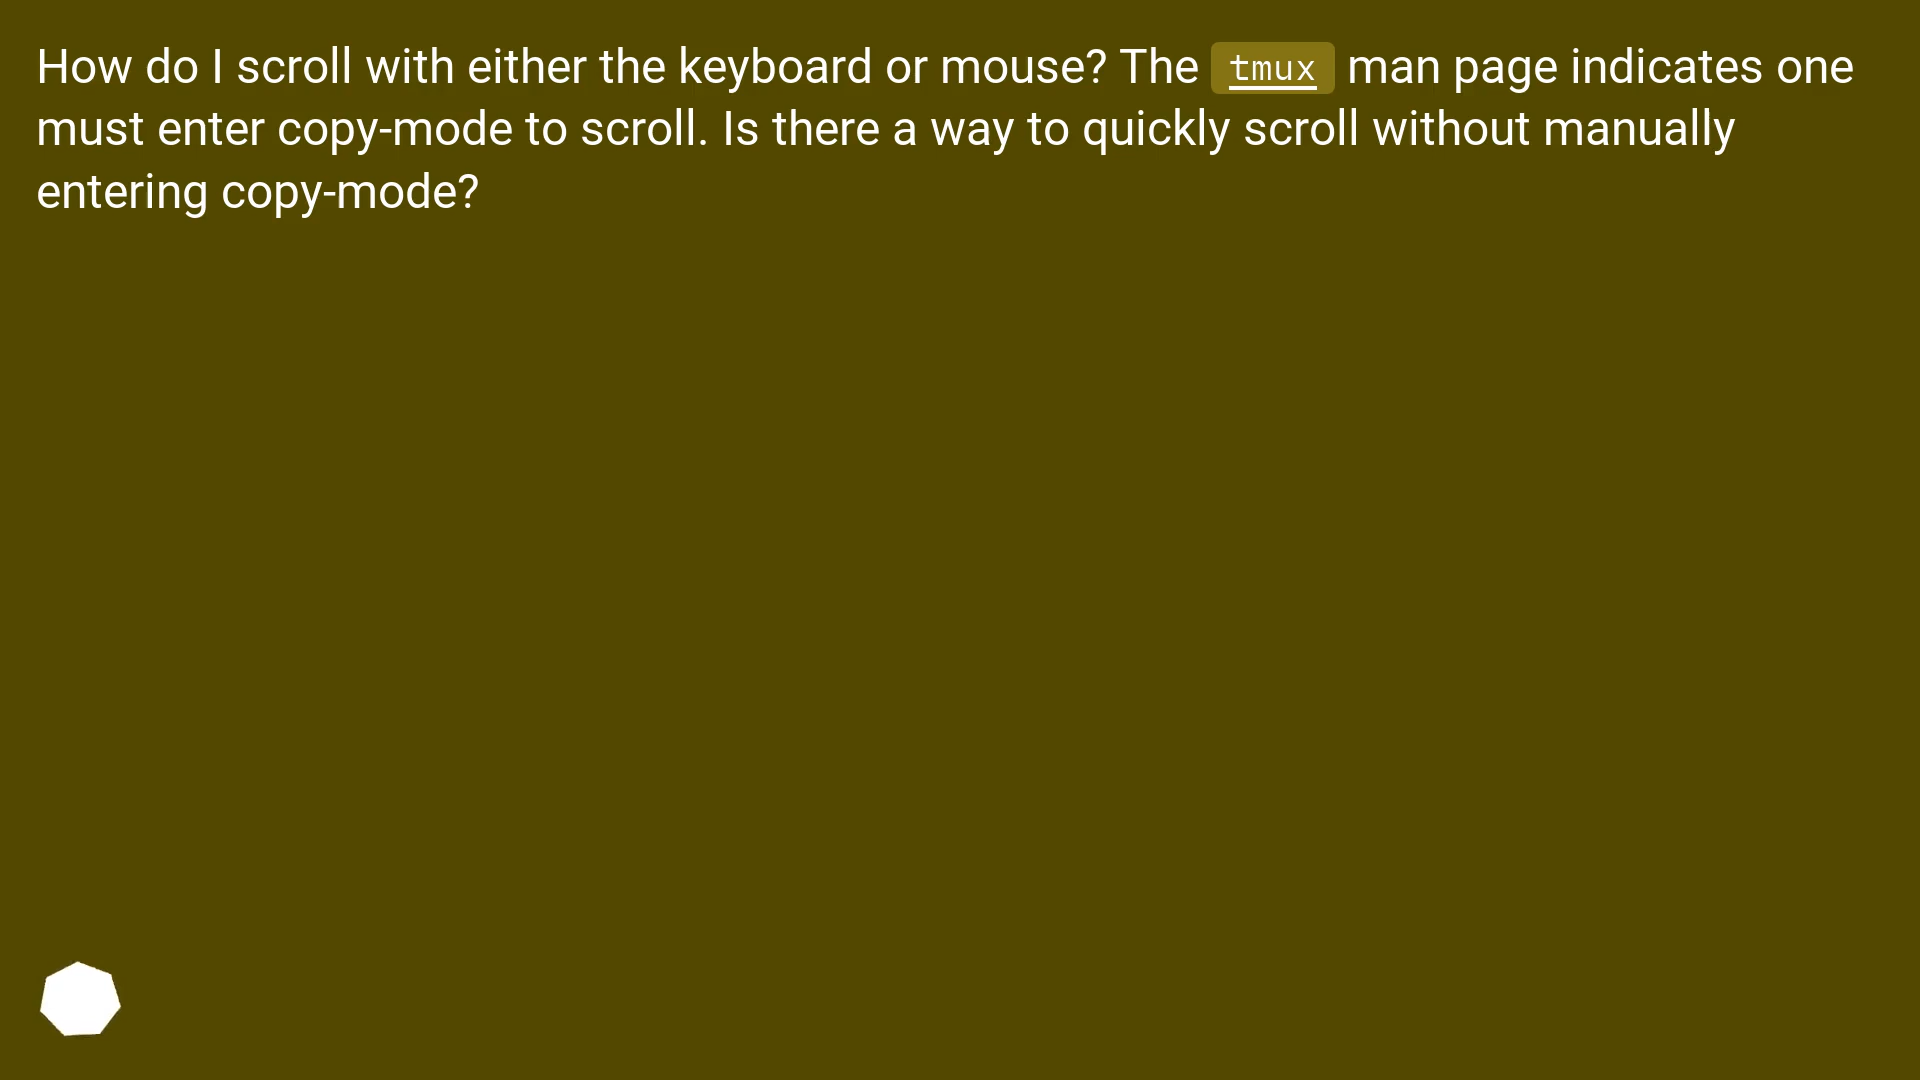 How do I scroll with either the keyboard or mouse? The tmux man page indicates one
must enter copy-mode to scroll. Is there a way to quickly scroll without manually
entering copy-mode?